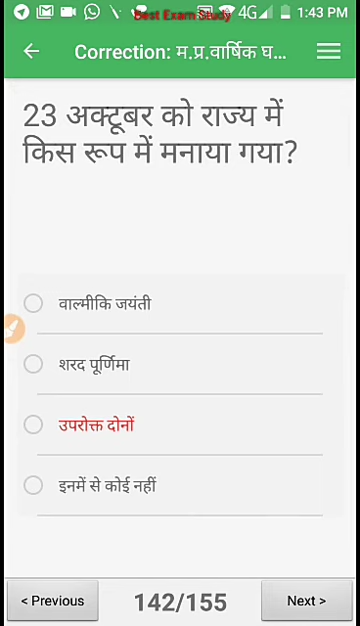 Best Exam Study 4G 1:43 PM
Correction: म.प्र.वार्षिक घ...
23 अक्टूबर को राज्य में
किस रूप में मनाया गया?
वाल्मीकि जयंती
शरद पूर्णिमा
उपरोक्त दोनों
इनमें से कोई नहीं
< Previous 142/155 Next >